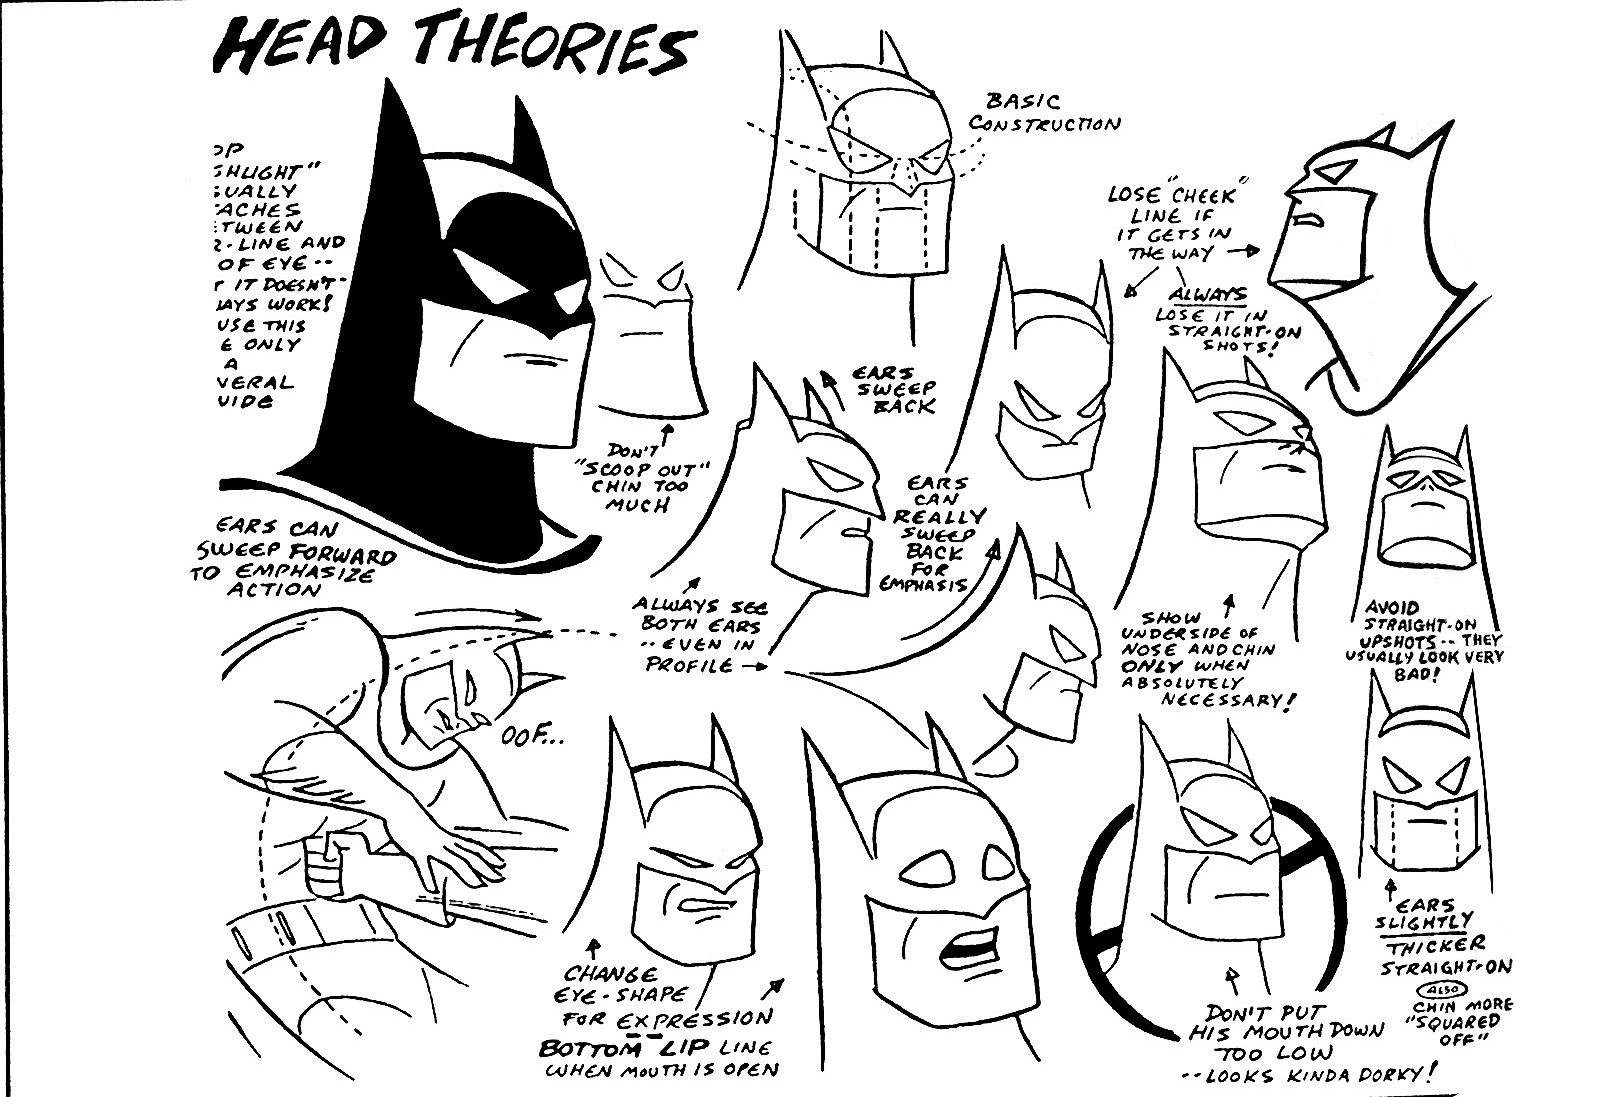 HEAD THEORIES
BASIC
CONSTRUCTION
OP
HLIGHT"
UALLY
ACHES
TWEEN
-LINE AND
OF EYE --
IT DOESN'T-
AYS WORK!
USE THIS
E ONLY
A
VERAL
UIDE
LOSE "CHEEK"
LINE IF
IT GETS IN
THE WAY
ALWAYS
LOSE IT IN
STRAIGHT-ON
SHOTS!
EARS
SWEEP
BACK
DON'T
"SCOOP OUT"
CHIN TOO
MUCH
EARS
CAN
REALLY
SWEEP
BACK
FOR
EMPHASIS
EARS CAN
SWEEP FORWARD
TO EMPHASIZE
ACTION
ALWAYS SEE
BOTH EARS
-- EVEN IN
PROFILE
SHOW
UNDERSIDE OF
NOSE AND CHIN
ONLY WHEN
ABSOLUTELY
NECESSARY!
AVOID
STRAIGHT-ON
UPSHOTS -- THEY
USUALLY LOOK VERY
BAD!
OOF...
CHANGE
EYE-SHAPE
FOR EXPRESSION
BOTTOM LIP LINE
WHEN MOUTH IS OPEN
DON'T PUT
HIS MOUTH DOWN
TOO LOW
--LOOKS KINDA DORKY!
EARS
SLIGHTLY
THICKER
STRAIGHT-ON
ALSO
CHIN MORE
"SQUARED
OFF"